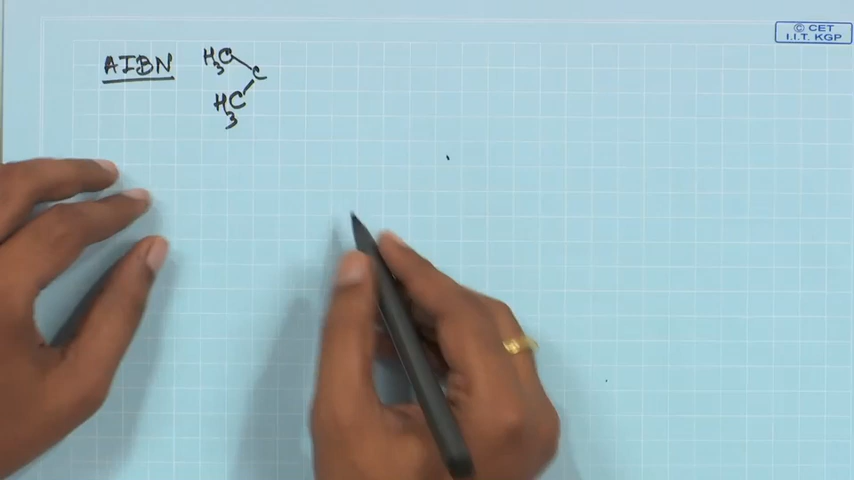 AIBN H3C
C
H3C
© CET
I.I.T. KGP